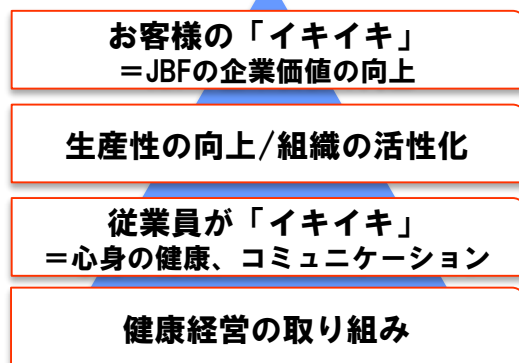 お客様の「イキイキ」
＝JBFの企業価値の向上
生産性の向上/組織の活性化
従業員が「イキイキ」
＝心身の健康、コミュニケーション
健康経営の取り組み